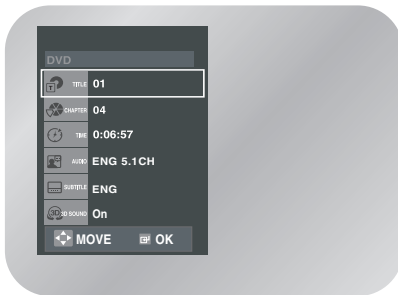 DVD
TITLE 01
CHAPTER 04
TIME 0:06:57
AUDIO ENG 5.1CH
SUBTITLE ENG
3D SOUND On
MOVE OK